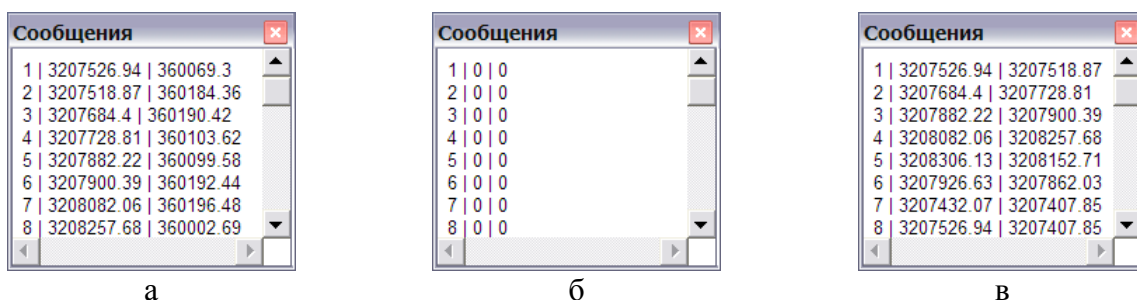 Сообщения
1 | 3207526.94 | 360069.3
2 | 3207518.87 | 360184.36
3 | 3207684.4 | 360190.42
4 | 3207728.81 | 360103.62
5 | 3207882.22 | 360099.58
6 | 3207900.39 | 360192.44
7 | 3208082.06 | 360196.48
8 | 3208257.68 | 360002.69
а
Сообщения
1 | 0 | 0
2 | 0 | 0
3 | 0 | 0
4 | 0 | 0
5 | 0 | 0
6 | 0 | 0
7 | 0 | 0
8 | 0 | 0
б
Сообщения
1 | 3207526.94 | 3207518.87
2 | 3207684.4 | 3207728.81
3 | 3207882.22 | 3207900.39
4 | 3208082.06 | 3208257.68
5 | 3208306.13 | 3208152.71
6 | 3207926.63 | 3207862.03
7 | 3207432.07 | 3207407.85
8 | 3207526.94 | 3207407.85
в